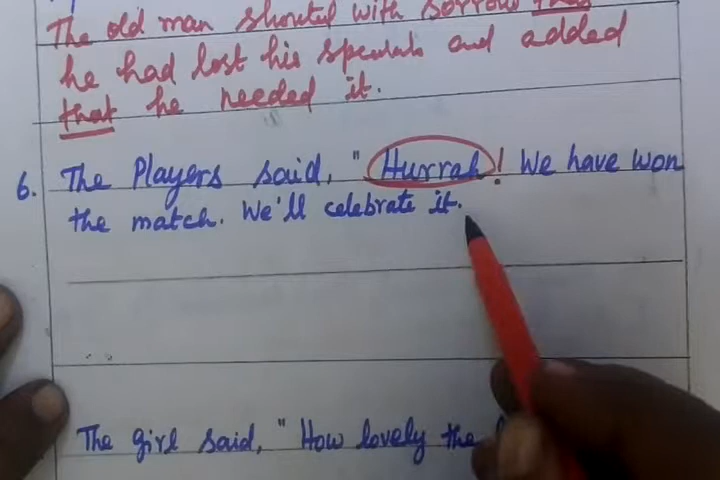 The old man shouted with sorrow that
he had lost his spectals and added
that he needed it.
6. The Players said, " Hurrah! We have won
the match. We'll celebrate it.
The girl said, " How lovely the